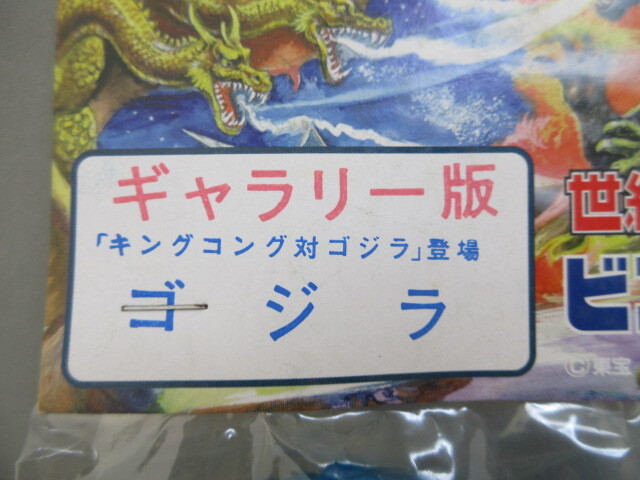 ギャラリー版
「キングコング対ゴジラ」登場
ゴジラ
世紀
ビ
©東宝